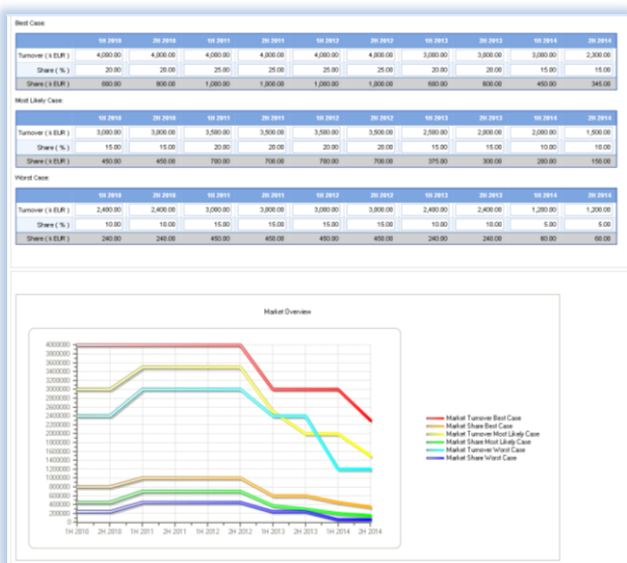 Best Case:
1H 2010 2H 2010 1H 2011 2H 2011 1H 2012 2H 2012 1H 2013 2H 2013 1H 2014 2H 2014
Turnover ( k EUR ) 4,000.00 4,000.00 4,000.00 4,000.00 4,000.00 4,000.00 3,000.00 3,000.00 3,000.00 2,300.00
Share ( % ) 20.00 20.00 25.00 25.00 25.00 25.00 20.00 20.00 15.00 15.00
Share ( k EUR ) 800.00 800.00 1,000.00 1,000.00 1,000.00 1,000.00 600.00 600.00 450.00 345.00
Most Likely Case:
1H 2010 2H 2010 1H 2011 2H 2011 1H 2012 2H 2012 1H 2013 2H 2013 1H 2014 2H 2014
Turnover ( k EUR ) 3,000.00 3,000.00 3,500.00 3,500.00 3,500.00 3,500.00 2,500.00 2,000.00 2,000.00 1,500.00
Share ( % ) 15.00 15.00 20.00 20.00 20.00 20.00 15.00 15.00 10.00 10.00
Share ( k EUR ) 450.00 450.00 700.00 700.00 700.00 700.00 375.00 300.00 200.00 150.00
Worst Case:
1H 2010 2H 2010 1H 2011 2H 2011 1H 2012 2H 2012 1H 2013 2H 2013 1H 2014 2H 2014
Turnover ( k EUR ) 2,400.00 2,400.00 3,000.00 3,000.00 3,000.00 3,000.00 2,400.00 2,400.00 1,200.00 1,200.00
Share ( % ) 10.00 10.00 15.00 15.00 15.00 15.00 10.00 10.00 5.00 5.00
Share ( k EUR ) 240.00 240.00 450.00 450.00 450.00 450.00 240.00 240.00 60.00 60.00
Market Overview
4000000
3800000
3600000
3400000
3200000
3000000
2800000
2600000
2400000
2200000
2000000
1800000
1600000
1400000
1200000
1000000
800000
600000
400000
200000
0
1H 2010 2H 2010 1H 2011 2H 2011 1H 2012 2H 2012 1H 2013 2H 2013 1H 2014 2H 2014
Market Turnover Best Case
Market Share Best Case
Market Turnover Most Likely Case
Market Share Most Likely Case
Market Turnover Worst Case
Market Share Worst Case